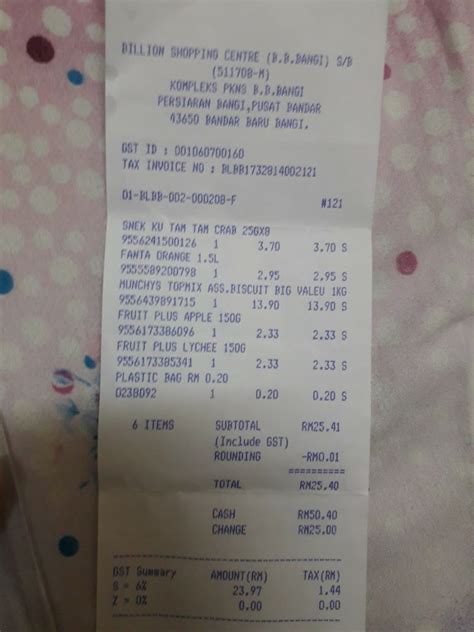 BILLION SHOPPING CENTRE (B.B.BANGI) S/B
(511708-M)
KOMPLEKS PKNS B.B.BANGI
PERSIARAN BANGI,PUSAT BANDAR
43650 BANDAR BARU BANGI.
GST ID : 001060700160
TAX INVOICE NO : BLBB1732814002121
01-BLBB-002-000208-F #121
SNEK KU TAM TAM CRAB 25GX8
9556241500126 1 3.70 3.70 S
FANTA ORANGE 1.5L
9555589200798 1 2.95 2.95 S
MUNCHYS TOPMIX ASS.BISCUIT BIG VALEU 1KG
9556439891715 1 13.90 13.90 S
FRUIT PLUS APPLE 150G
9556173386096 1 2.33 2.33 S
FRUIT PLUS LYCHEE 150G
9556173385341 1 2.33 2.33 S
PLASTIC BAG RM 0.20
023BD92 1 0.20 0.20 S
6 ITEMS SUBTOTAL RM25.41
(Include GST)
ROUNDING -RM0.01
==========
TOTAL RM25.40
CASH RM50.40
CHANGE RM25.00
GST Summary AMOUNT(RM) TAX(RM)
S = 6% 23.97 1.44
Z = 0% 0.00 0.00